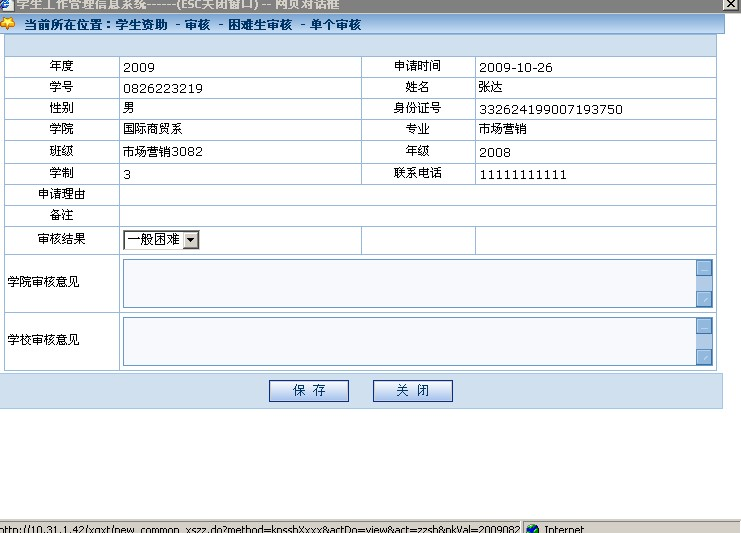 学生工作管理信息系统------(ESC关闭窗口) -- 网页对话框
当前所在位置：学生资助 - 审核 - 困难生审核 - 单个审核
年度 2009 申请时间 2009-10-26
学号 0826223219 姓名 张达
性别 男 身份证号 332624199007193750
学院 国际商贸系 专业 市场营销
班级 市场营销3082 年级 2008
学制 3 联系电话 11111111111
申请理由
备注
审核结果 一般困难
学院审核意见
学校审核意见
保 存 关 闭
http://10.31.1.42/xgxt/new_common_xszz.do?method=knsshXxxx&actDo=view&act=zzsh&pkVal=2009082 Internet